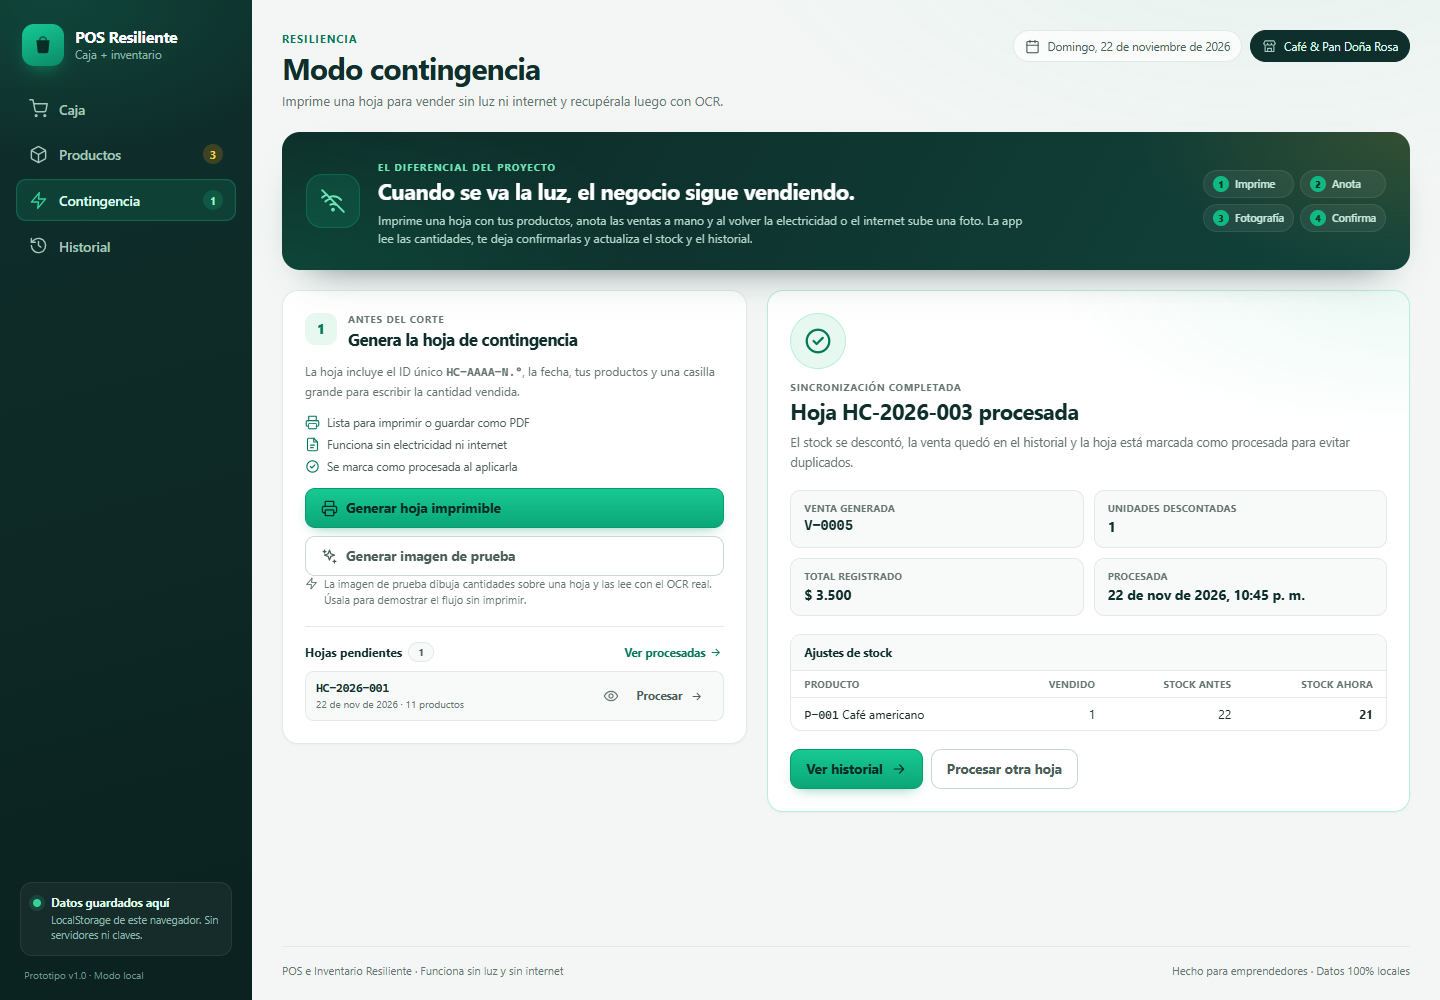 POS Resiliente
Caja + inventario
Caja
Productos
3
Contingencia
1
Historial
Datos guardados aquí
LocalStorage de este navegador. Sin
servidores ni claves.
Prototipo v1.0 · Modo local
RESILIENCIA
Modo contingencia
Imprime una hoja para vender sin luz ni internet y recupérala luego con OCR.
Domingo, 22 de noviembre de 2026
Café & Pan Doña Rosa
EL DIFERENCIAL DEL PROYECTO
Cuando se va la luz, el negocio sigue vendiendo.
Imprime una hoja con tus productos, anota las ventas a mano y al volver la electricidad o el internet sube una foto. La app
lee las cantidades, te deja confirmarlas y actualiza el stock y el historial.
1 Imprime
2 Anota
3 Fotografía
4 Confirma
1
ANTES DEL CORTE
Genera la hoja de contingencia
La hoja incluye el ID único HC-AAAA-N.º, la fecha, tus productos y una casilla
grande para escribir la cantidad vendida.
Lista para imprimir o guardar como PDF
Funciona sin electricidad ni internet
Se marca como procesada al aplicarla
Generar hoja imprimible
Generar imagen de prueba
La imagen de prueba dibuja cantidades sobre una hoja y las lee con el OCR real.
Úsala para demostrar el flujo sin imprimir.
Hojas pendientes 1
Ver procesadas →
HC-2026-001
22 de nov de 2026 · 11 productos
Procesar →
SINCRONIZACIÓN COMPLETADA
Hoja HC-2026-003 procesada
El stock se descontó, la venta quedó en el historial y la hoja está marcada como procesada para evitar
duplicados.
VENTA GENERADA
V-0005
UNIDADES DESCONTADAS
1
TOTAL REGISTRADO
$ 3.500
PROCESADA
22 de nov de 2026, 10:45 p. m.
Ajustes de stock
PRODUCTO VENDIDO STOCK ANTES STOCK AHORA
P-001 Café americano 1 22 21
Ver historial →
Procesar otra hoja
POS e Inventario Resiliente · Funciona sin luz y sin internet
Hecho para emprendedores · Datos 100% locales